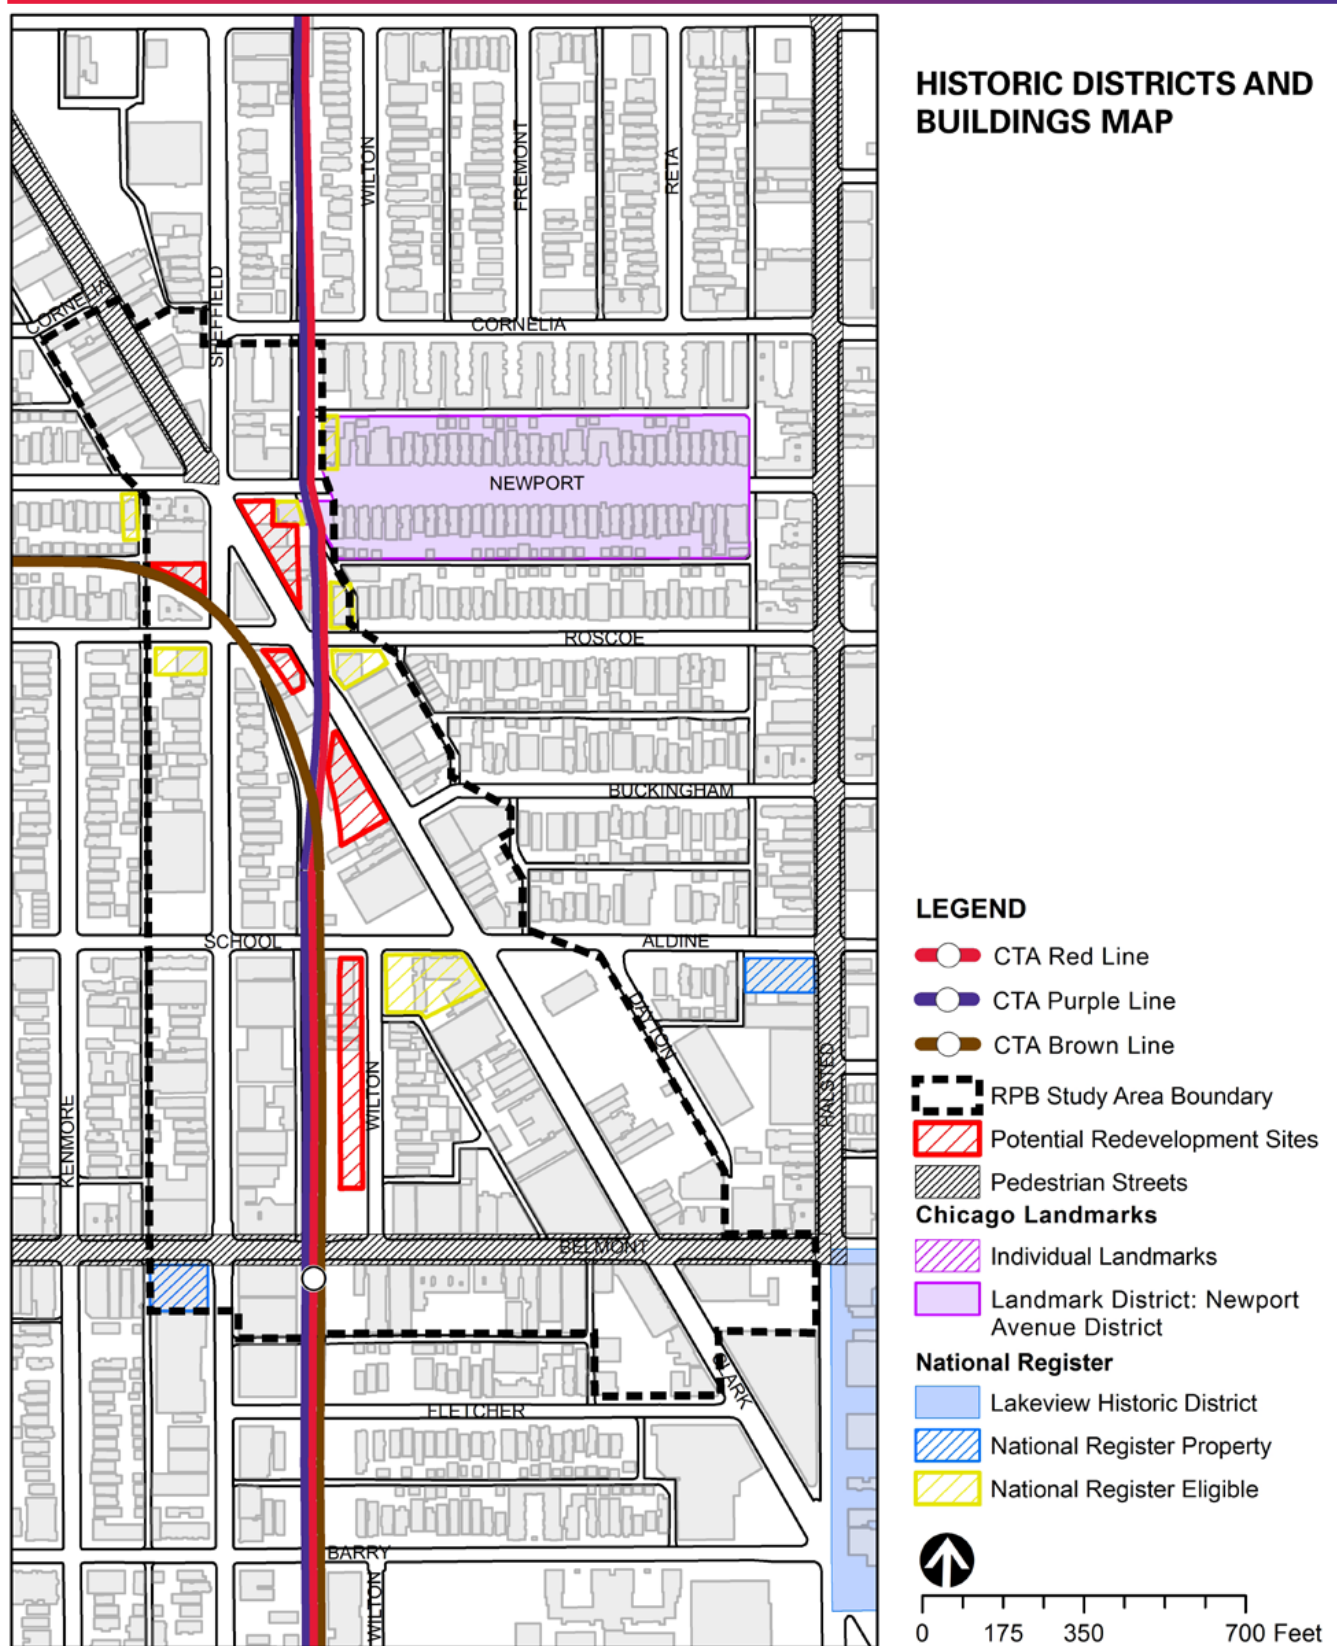 HISTORIC DISTRICTS AND
BUILDINGS MAP
WILTON
FREMONT
RETA
CORNELIA
SHEFFIELD
CORNELIA
NEWPORT
ROSCOE
BUCKINGHAM
SCHOOL
ALDINE
DAYTON
HALSTED
WILTON
KENMORE
BELMONT
CLARK
FLETCHER
BARRY
WILTON
LEGEND
CTA Red Line
CTA Purple Line
CTA Brown Line
RPB Study Area Boundary
Potential Redevelopment Sites
Pedestrian Streets
Chicago Landmarks
Individual Landmarks
Landmark District: Newport
Avenue District
National Register
Lakeview Historic District
National Register Property
National Register Eligible
0 175 350 700 Feet